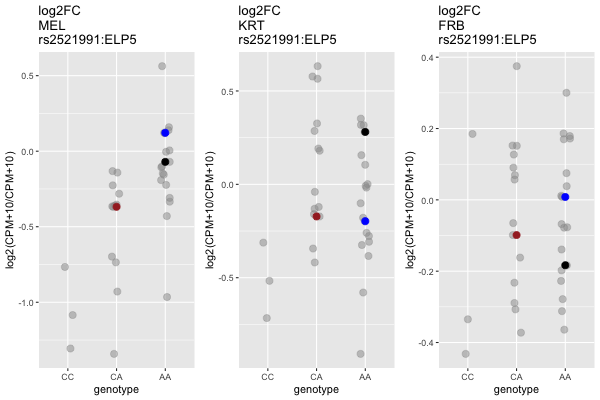 log2FC
MEL
rs2521991:ELP5
log2(CPM+10/CPM+10)
0.5
0.0
-0.5
-1.0
CC
CA
AA
genotype
log2FC
KRT
rs2521991:ELP5
log2(CPM+10/CPM+10)
0.5
0.0
-0.5
CC
CA
AA
genotype
log2FC
FRB
rs2521991:ELP5
log2(CPM+10/CPM+10)
0.4
0.2
0.0
-0.2
-0.4
CC
CA
AA
genotype